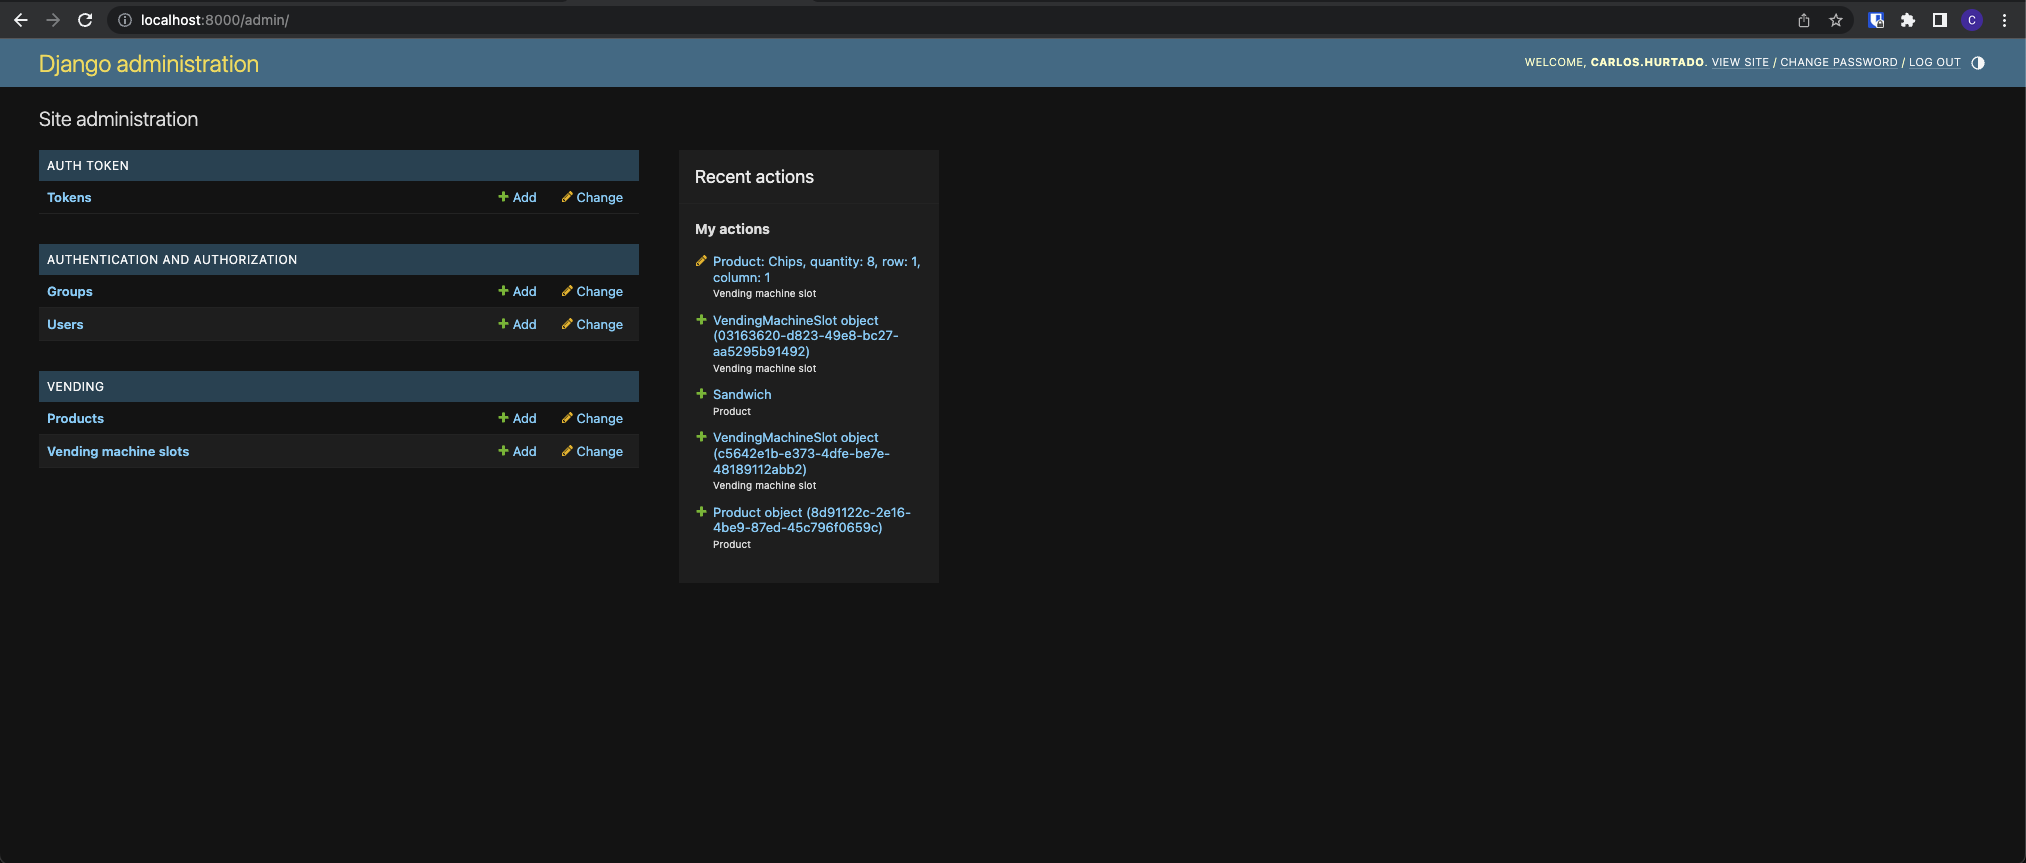 localhost:8000/admin/
C
Django administration
WELCOME, CARLOS.HURTADO. VIEW SITE / CHANGE PASSWORD / LOG OUT
Site administration
AUTH TOKEN
Tokens Add Change
AUTHENTICATION AND AUTHORIZATION
Groups Add Change
Users Add Change
VENDING
Products Add Change
Vending machine slots Add Change
Recent actions
My actions
Product: Chips, quantity: 8, row: 1,
column: 1
Vending machine slot
VendingMachineSlot object
(03163620-d823-49e8-bc27-
aa5295b91492)
Vending machine slot
Sandwich
Product
VendingMachineSlot object
(c5642e1b-e373-4dfe-be7e-
48189112abb2)
Vending machine slot
Product object (8d91122c-2e16-
4be9-87ed-45c796f0659c)
Product